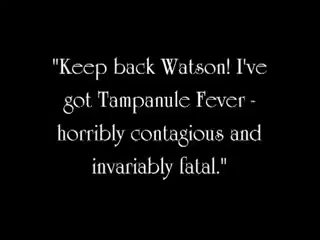 "Keep back Watson! I've
got Tampanule Fever -
horribly contagious and
invariably fatal."